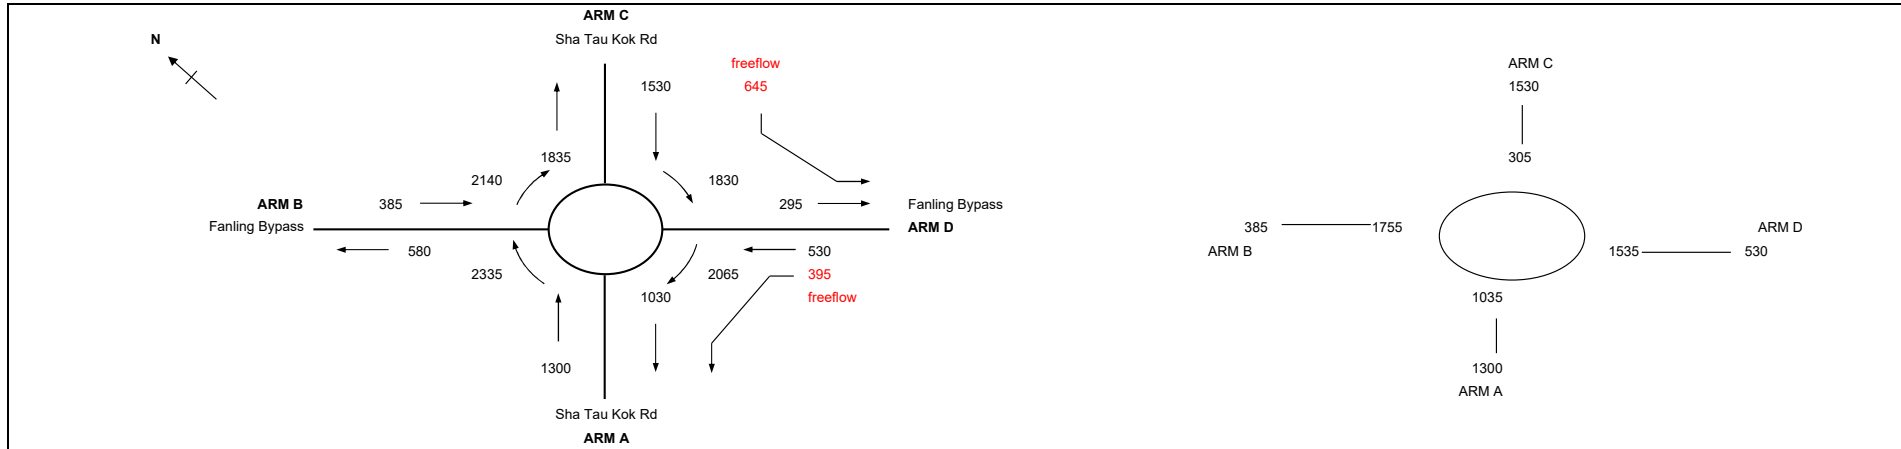 ARM C
Sha Tau Kok Rd
N
freeflow
1530
645
1835
2140
1830
ARM B
385
295
Fanling Bypass
Fanling Bypass
ARM D
580
530
2335
2065
395
1030
freeflow
1300
Sha Tau Kok Rd
ARM A
ARM C
1530
305
385
1755
ARM D
ARM B
1535
530
1035
1300
ARM A